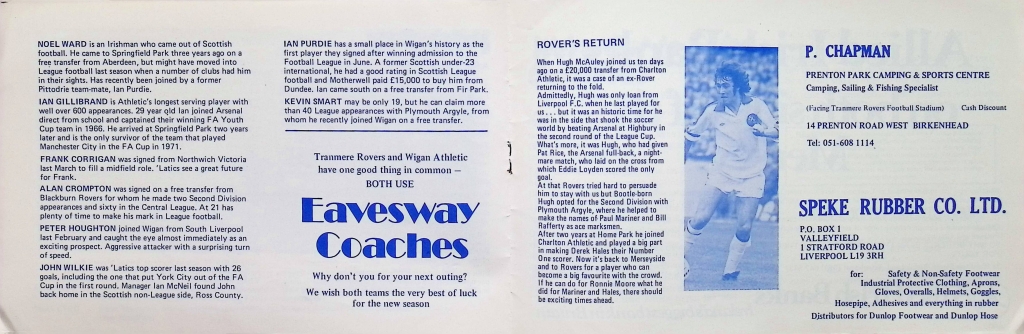 NOEL WARD is an Irishman who came out of Scottish
football. He came to Springfield Park three years ago on a
free transfer from Aberdeen, but might have moved into
League football last season when a number of clubs had him
in their sights. Has recently been joined by a former
Pittodrie team-mate, Ian Purdie.
IAN GILLIBRAND is Athletic's longest serving player with
well over 600 appearances. 29 year old Ian joined Arsenal
direct from school and captained their winning FA Youth
Cup team in 1966. He arrived at Springfield Park two years
later and is the only survivor of the team that played
Manchester City in the FA Cup in 1971.
FRANK CORRIGAN was signed from Northwich Victoria
last March to fill a midfield role. 'Latics see a great future
for Frank.
ALAN CROMPTON was signed on a free transfer from
Blackburn Rovers for whom he made two Second Division
appearances and sixty in the Central League. At 21 has
plenty of time to make his mark in League football.
PETER HOUGHTON joined Wigan from South Liverpool
last February and caught the eye almost immediately as an
exciting prospect. Aggressive attacker with a surprising turn
of speed.
JOHN WILKIE was 'Latics top scorer last season with 26
goals, including the one that put York City out of the FA
Cup in the first round. Manager Ian McNeil found John
back home in the Scottish non-League side, Ross County.
IAN PURDIE has a small place in Wigan's history as the
first player they signed after winning admission to the
Football League in June. A former Scottish under-23
international, he had a good rating in Scottish League
football and Motherwell paid £15,000 to buy him from
Dundee. Ian came south on a free transfer from Fir Park.
KEVIN SMART may be only 19, but he can claim more
than 40 League appearances with Plymouth Argyle, from
whom he recently joined Wigan on a free transfer.
Tranmere Rovers and Wigan Athletic
have one good thing in common –
BOTH USE
Eavesway
Coaches
Why don't you for your next outing?
We wish both teams the very best of luck
for the new season
ROVER'S RETURN
When Hugh McAuley joined us ten days
ago on a £20,000 transfer from Charlton
Athletic, it was a case of an ex-Rover
returning to the fold.
Admittedly, Hugh was only loan from
Liverpool F.C. when he last played for
us . . . but it was an historic time for he
was in the side that shook the soccer
world by beating Arsenal at Highbury in
the second round of the League Cup.
What's more, it was Hugh, who had given
Pat Rice, the Arsenal full-back, a night-
mare match, who laid on the cross from
which Eddie Loyden scored the only
goal.
At that Rovers tried hard to persuade
him to stay with us but Bootle-born
Hugh opted for the Second Division with
Plymouth Argyle, where he helped to
make the names of Paul Mariner and Bill
Rafferty as ace marksmen.
After two years at Home Park he joined
Charlton Athletic and played a big part
in making Derek Hales their Number
One scorer. Now it's back to Merseyside
and to Rovers for a player who can
become a big favourite with the crowd.
If he can do for Ronnie Moore what he
did for Mariner and Hales, there should
be exciting times ahead.
P. CHAPMAN
PRENTON PARK CAMPING & SPORTS CENTRE
Camping, Sailing & Fishing Specialist
(Facing Tranmere Rovers Football Stadium) Cash Discount
14 PRENTON ROAD WEST BIRKENHEAD
Tel: 051-608 1114
SPEKE RUBBER CO. LTD.
P.O. BOX 1
VALLEYFIELD
1 STRATFORD ROAD
LIVERPOOL L19 3RH
for: Safety & Non-Safety Footwear
Industrial Protective Clothing, Aprons,
Gloves, Overalls, Helmets, Goggles,
Hosepipe, Adhesives and everything in rubber
Distributors for Dunlop Footwear and Dunlop Hose